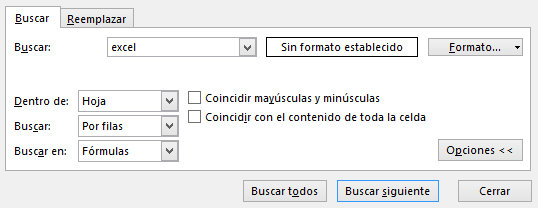 Buscar Reemplazar
Buscar: excel Sin formato establecido Formato...
Dentro de: Hoja Coincidir mayúsculas y minúsculas
Buscar: Por filas Coincidir con el contenido de toda la celda
Buscar en: Fórmulas Opciones <<
Buscar todos Buscar siguiente Cerrar